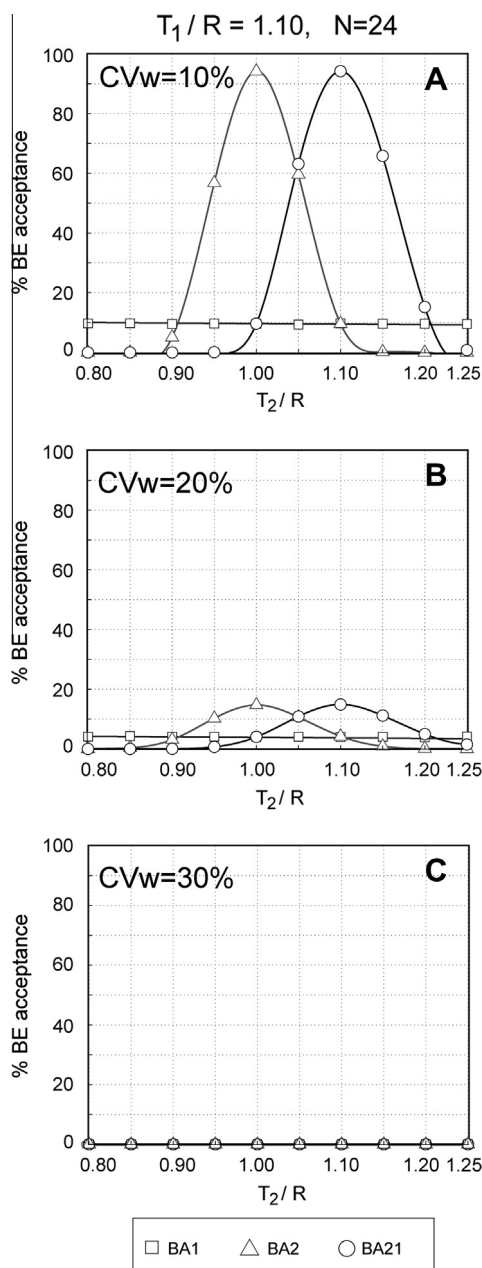 T1 / R = 1.10, N=24
CVw=10%
A
% BE acceptance
100
80
60
40
20
0
0.80 0.90 1.00 1.10 1.20 1.25
T2 / R
CVw=20%
B
% BE acceptance
100
80
60
40
20
0
0.80 0.90 1.00 1.10 1.20 1.25
T2 / R
CVw=30%
C
% BE acceptance
100
80
60
40
20
0
0.80 0.90 1.00 1.10 1.20 1.25
T2 / R
BA1 BA2 BA21